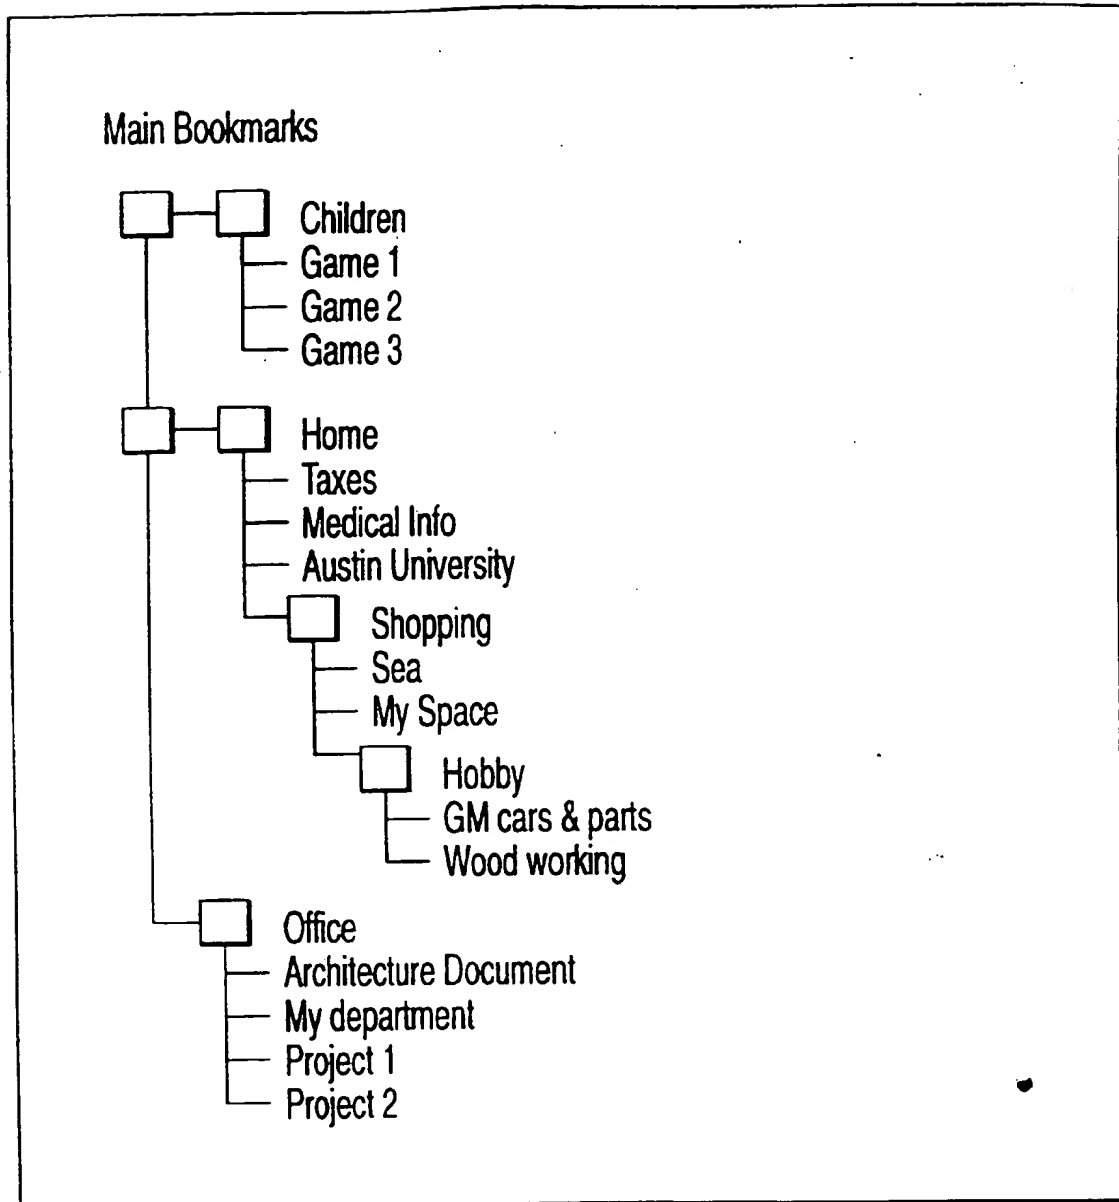 Main Bookmarks
Children
Game 1
Game 2
Game 3
Home
Taxes
Medical Info
Austin University
Shopping
Sea
My Space
Hobby
GM cars & parts
Wood working
Office
Architecture Document
My department
Project 1
Project 2